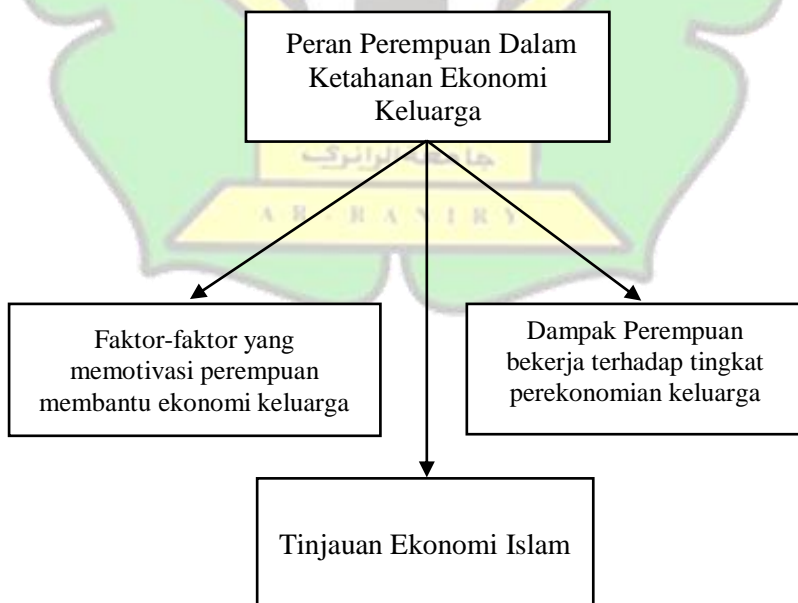 Peran Perempuan Dalam
Ketahanan Ekonomi
Keluarga
جامعة الرانري
A R - R A N I R Y
Faktor-faktor yang
memotivasi perempuan
membantu ekonomi keluarga
Dampak Perempuan
bekerja terhadap tingkat
perekonomian keluarga
Tinjauan Ekonomi Islam